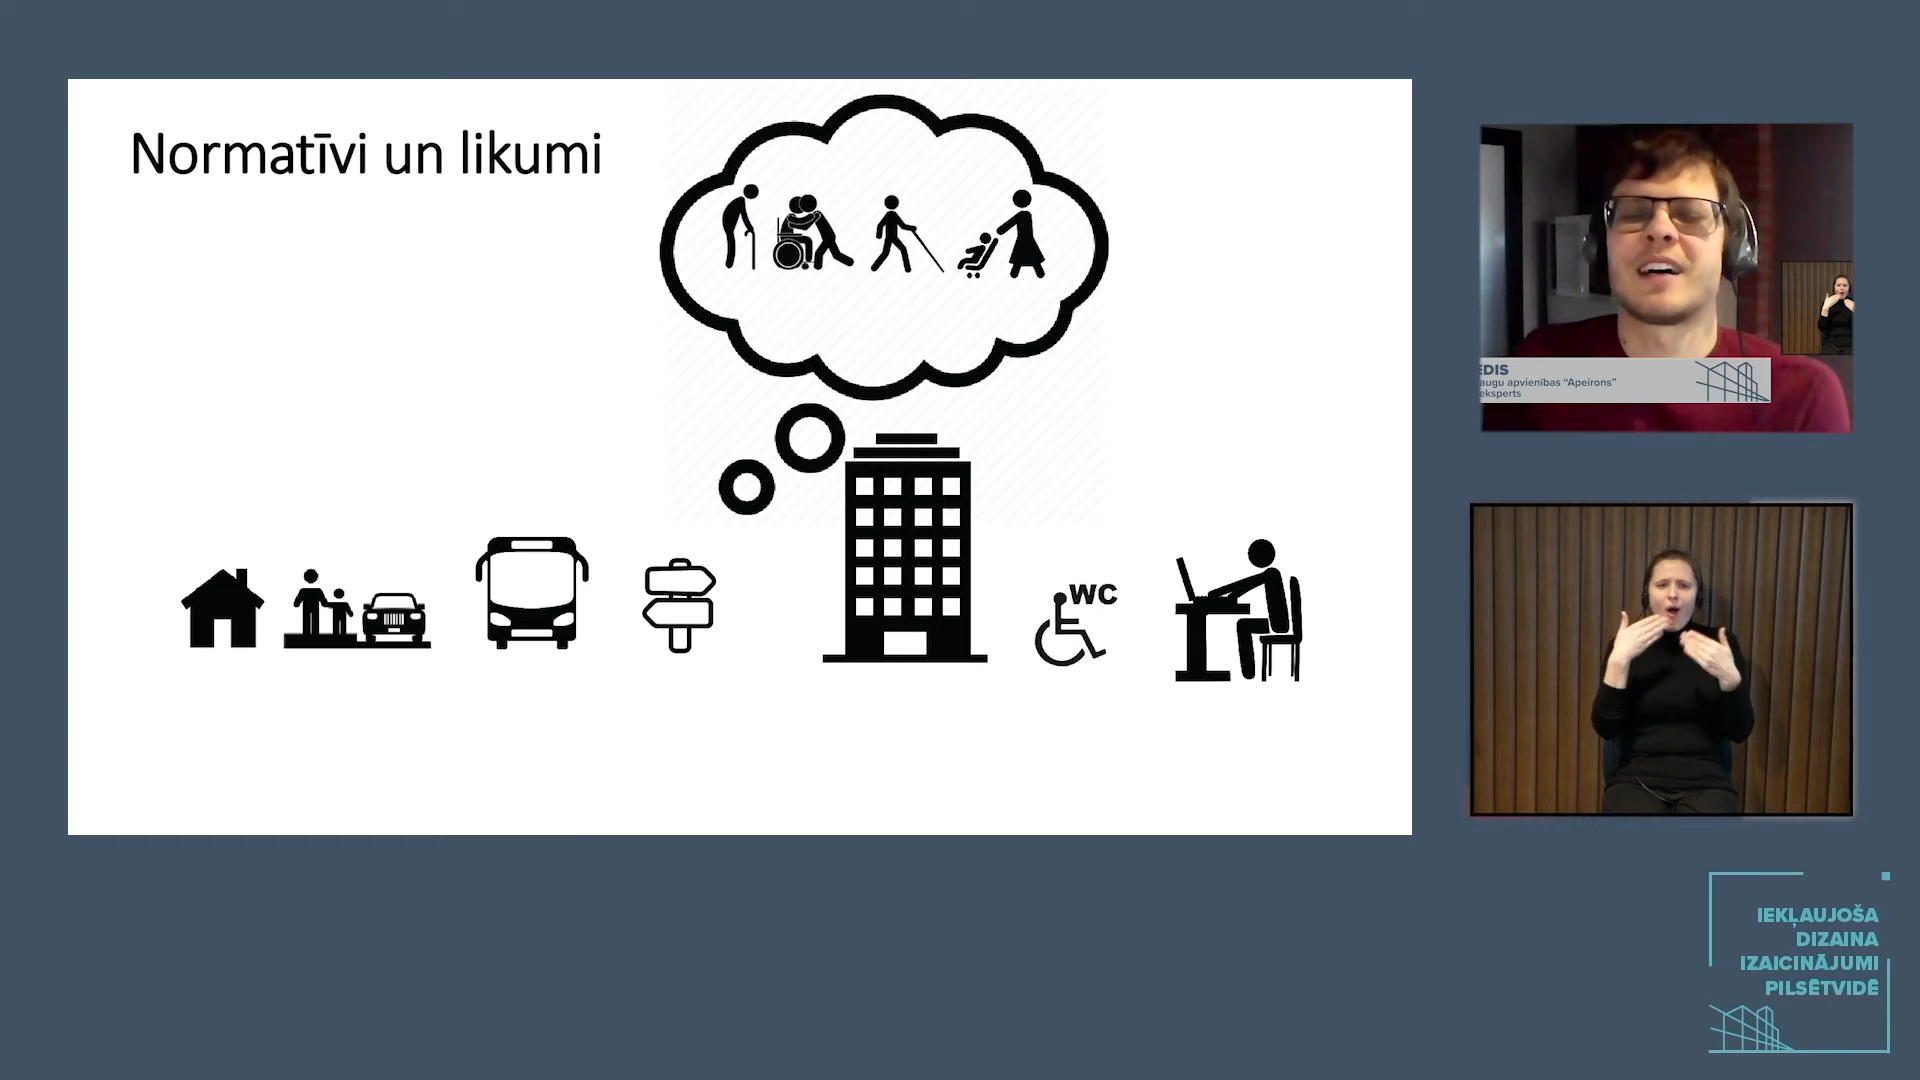 Normatīvi un likumi
WC
EDIS
augu apvienības “Apeirons”
eksperts
IEKĻAUJOŠA
DIZAINA
IZAICINĀJUMI
PILSĒTVIDĒ